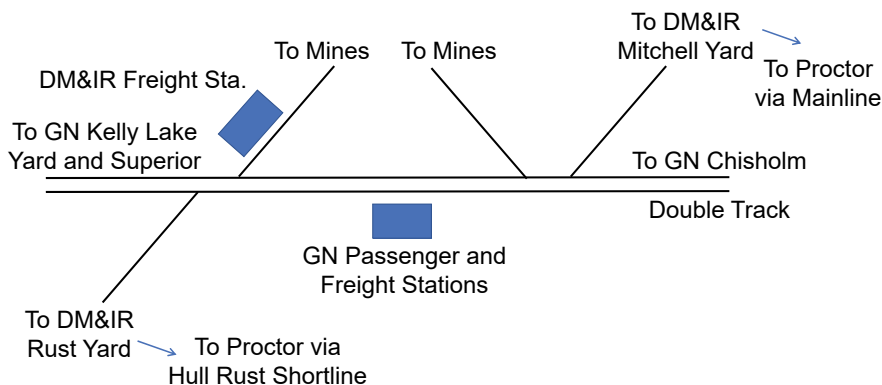 To DM&IR
Mitchell Yard
To Proctor
via Mainline
To Mines
To Mines
DM&IR Freight Sta.
To GN Kelly Lake
Yard and Superior
To GN Chisholm
Double Track
GN Passenger and
Freight Stations
To DM&IR
Rust Yard
To Proctor via
Hull Rust Shortline